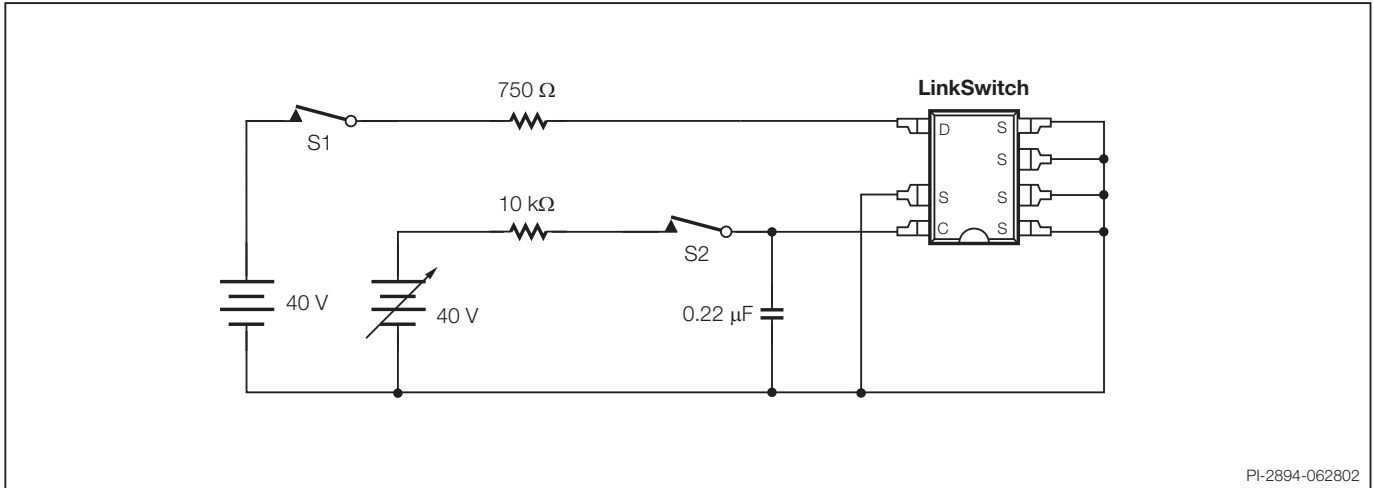 750 Ω
LinkSwitch
S1
D
S
S
10 kΩ
S
S
S2
C
S
40 V
40 V
0.22 µF
PI-2894-062802